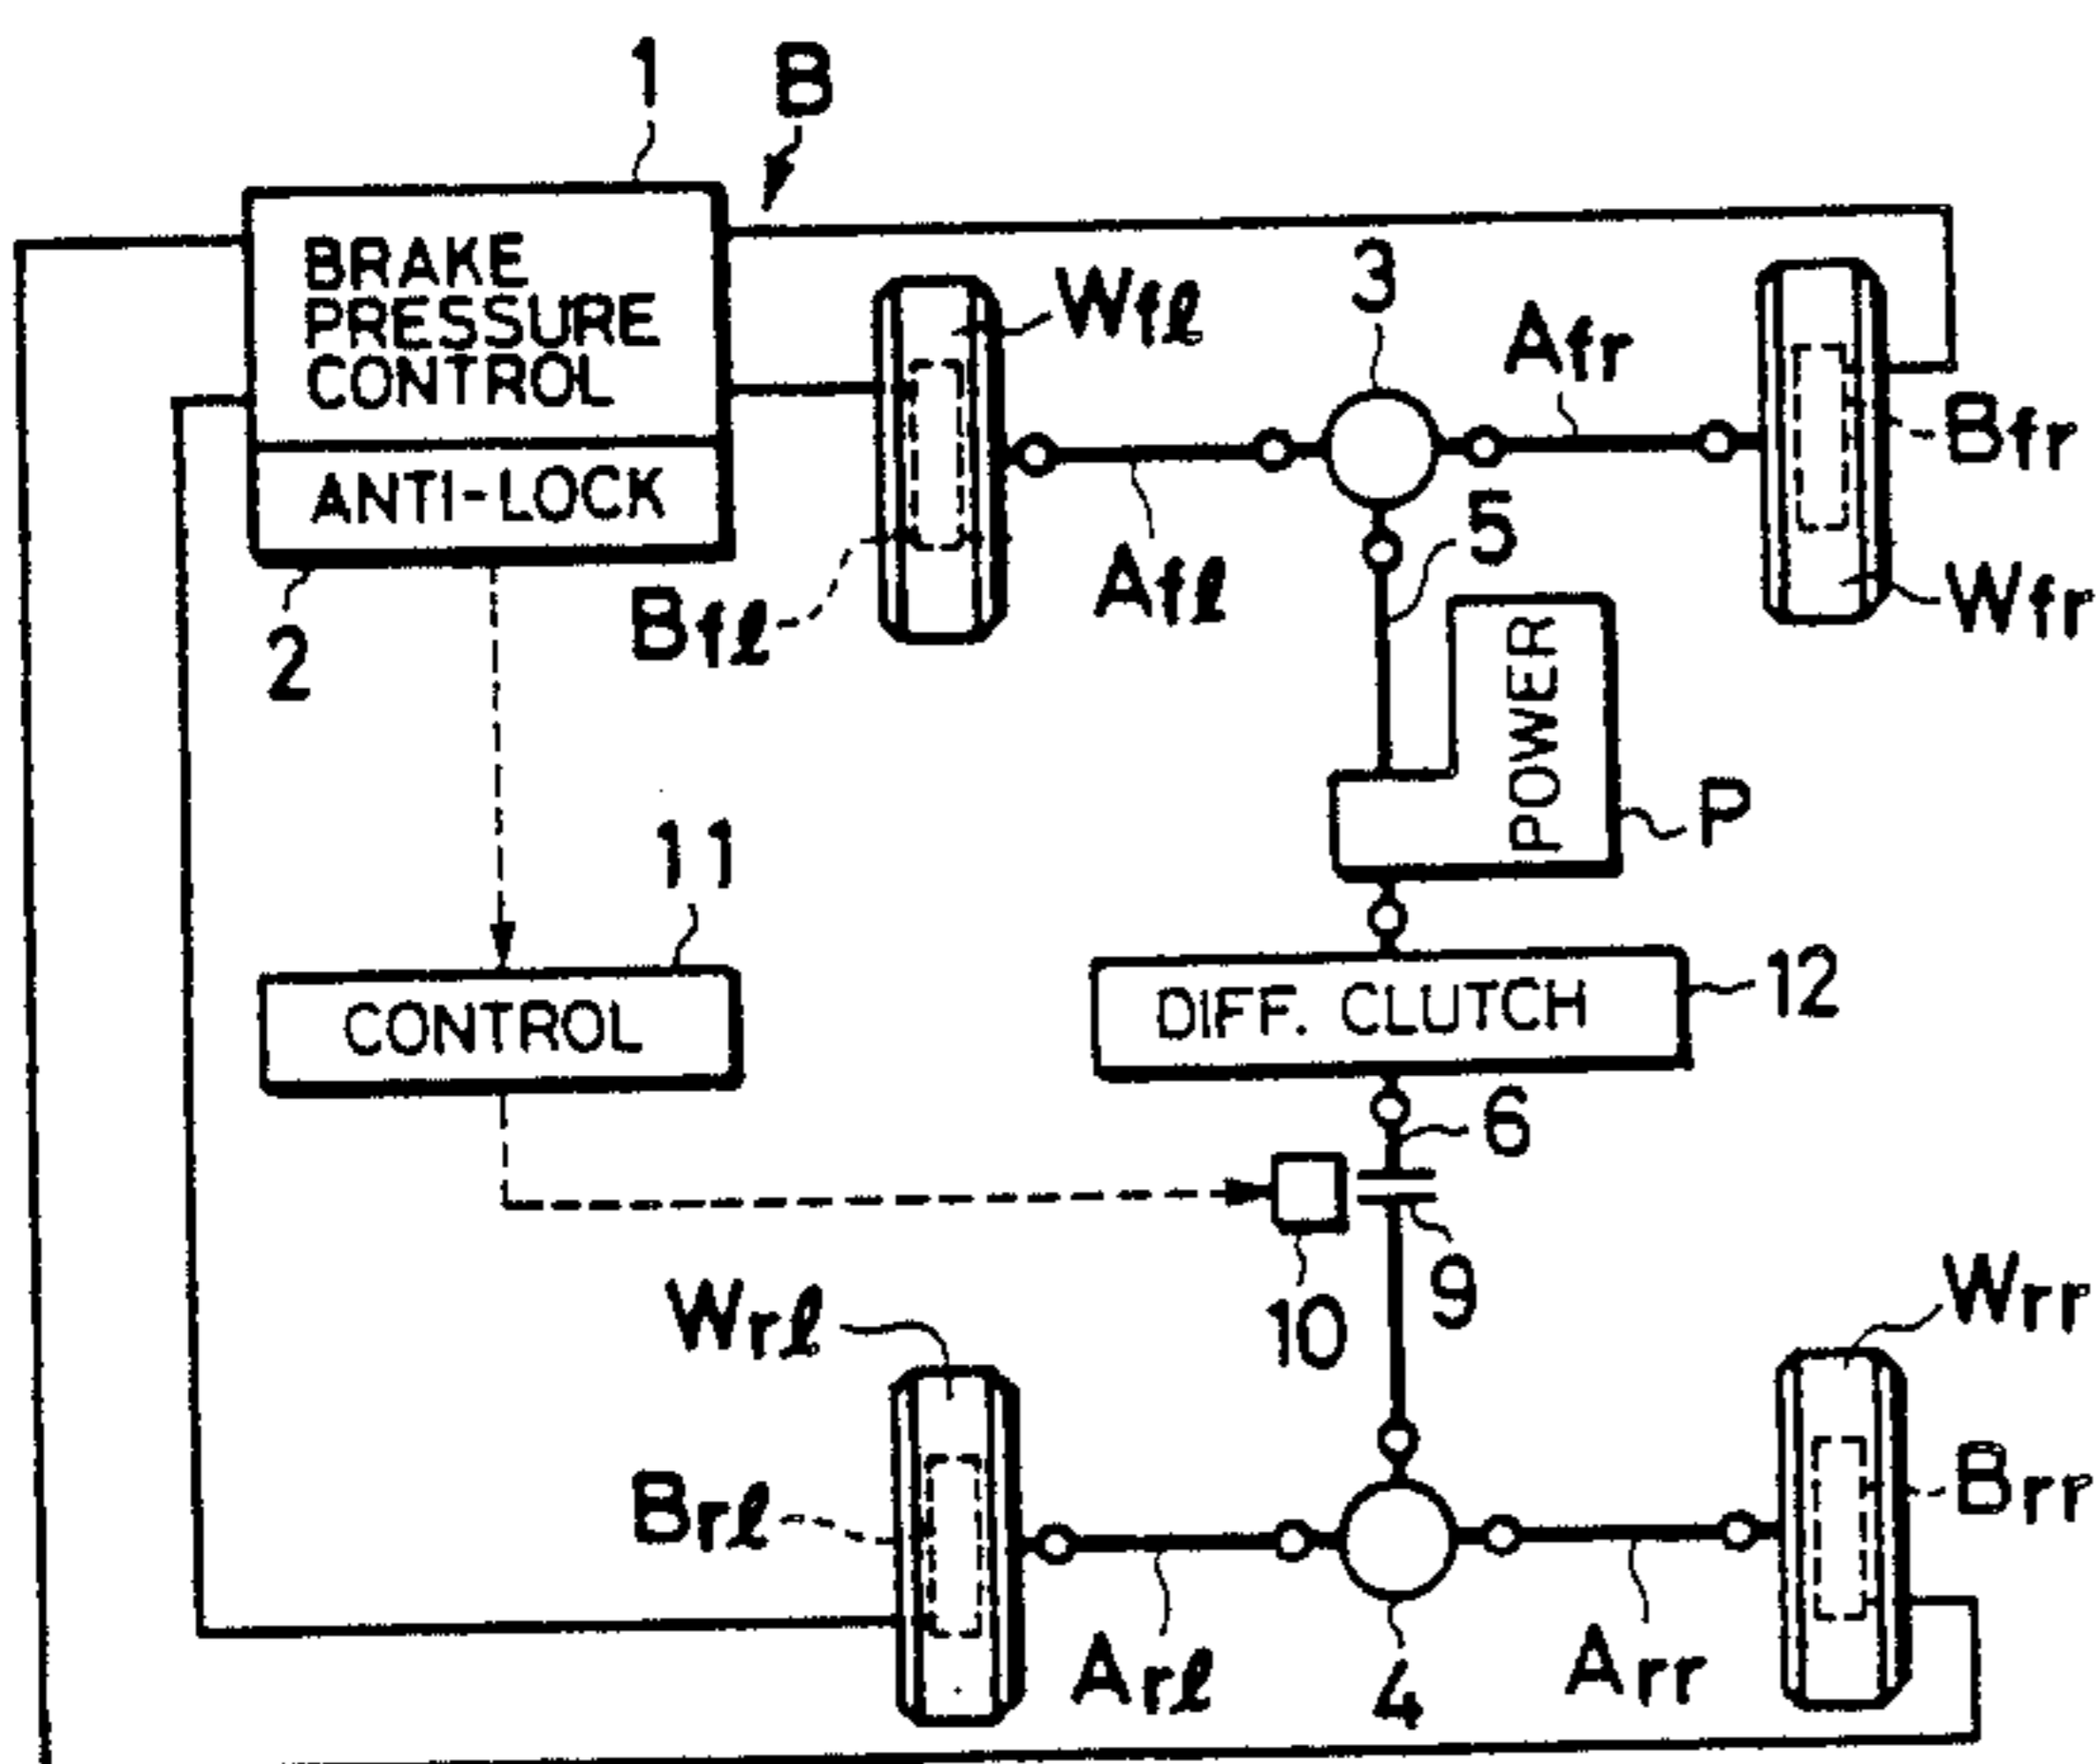 1
B
BRAKE
PRESSURE
CONTROL
ANTI-LOCK
2
Wfℓ
3
Afr
Bfr
Wfr
Bfℓ
Afℓ
5
POWER
P
11
CONTROL
DIFF. CLUTCH
12
6
10
9
Wrℓ
Wrr
Brℓ
Brr
Arℓ
4
Arr